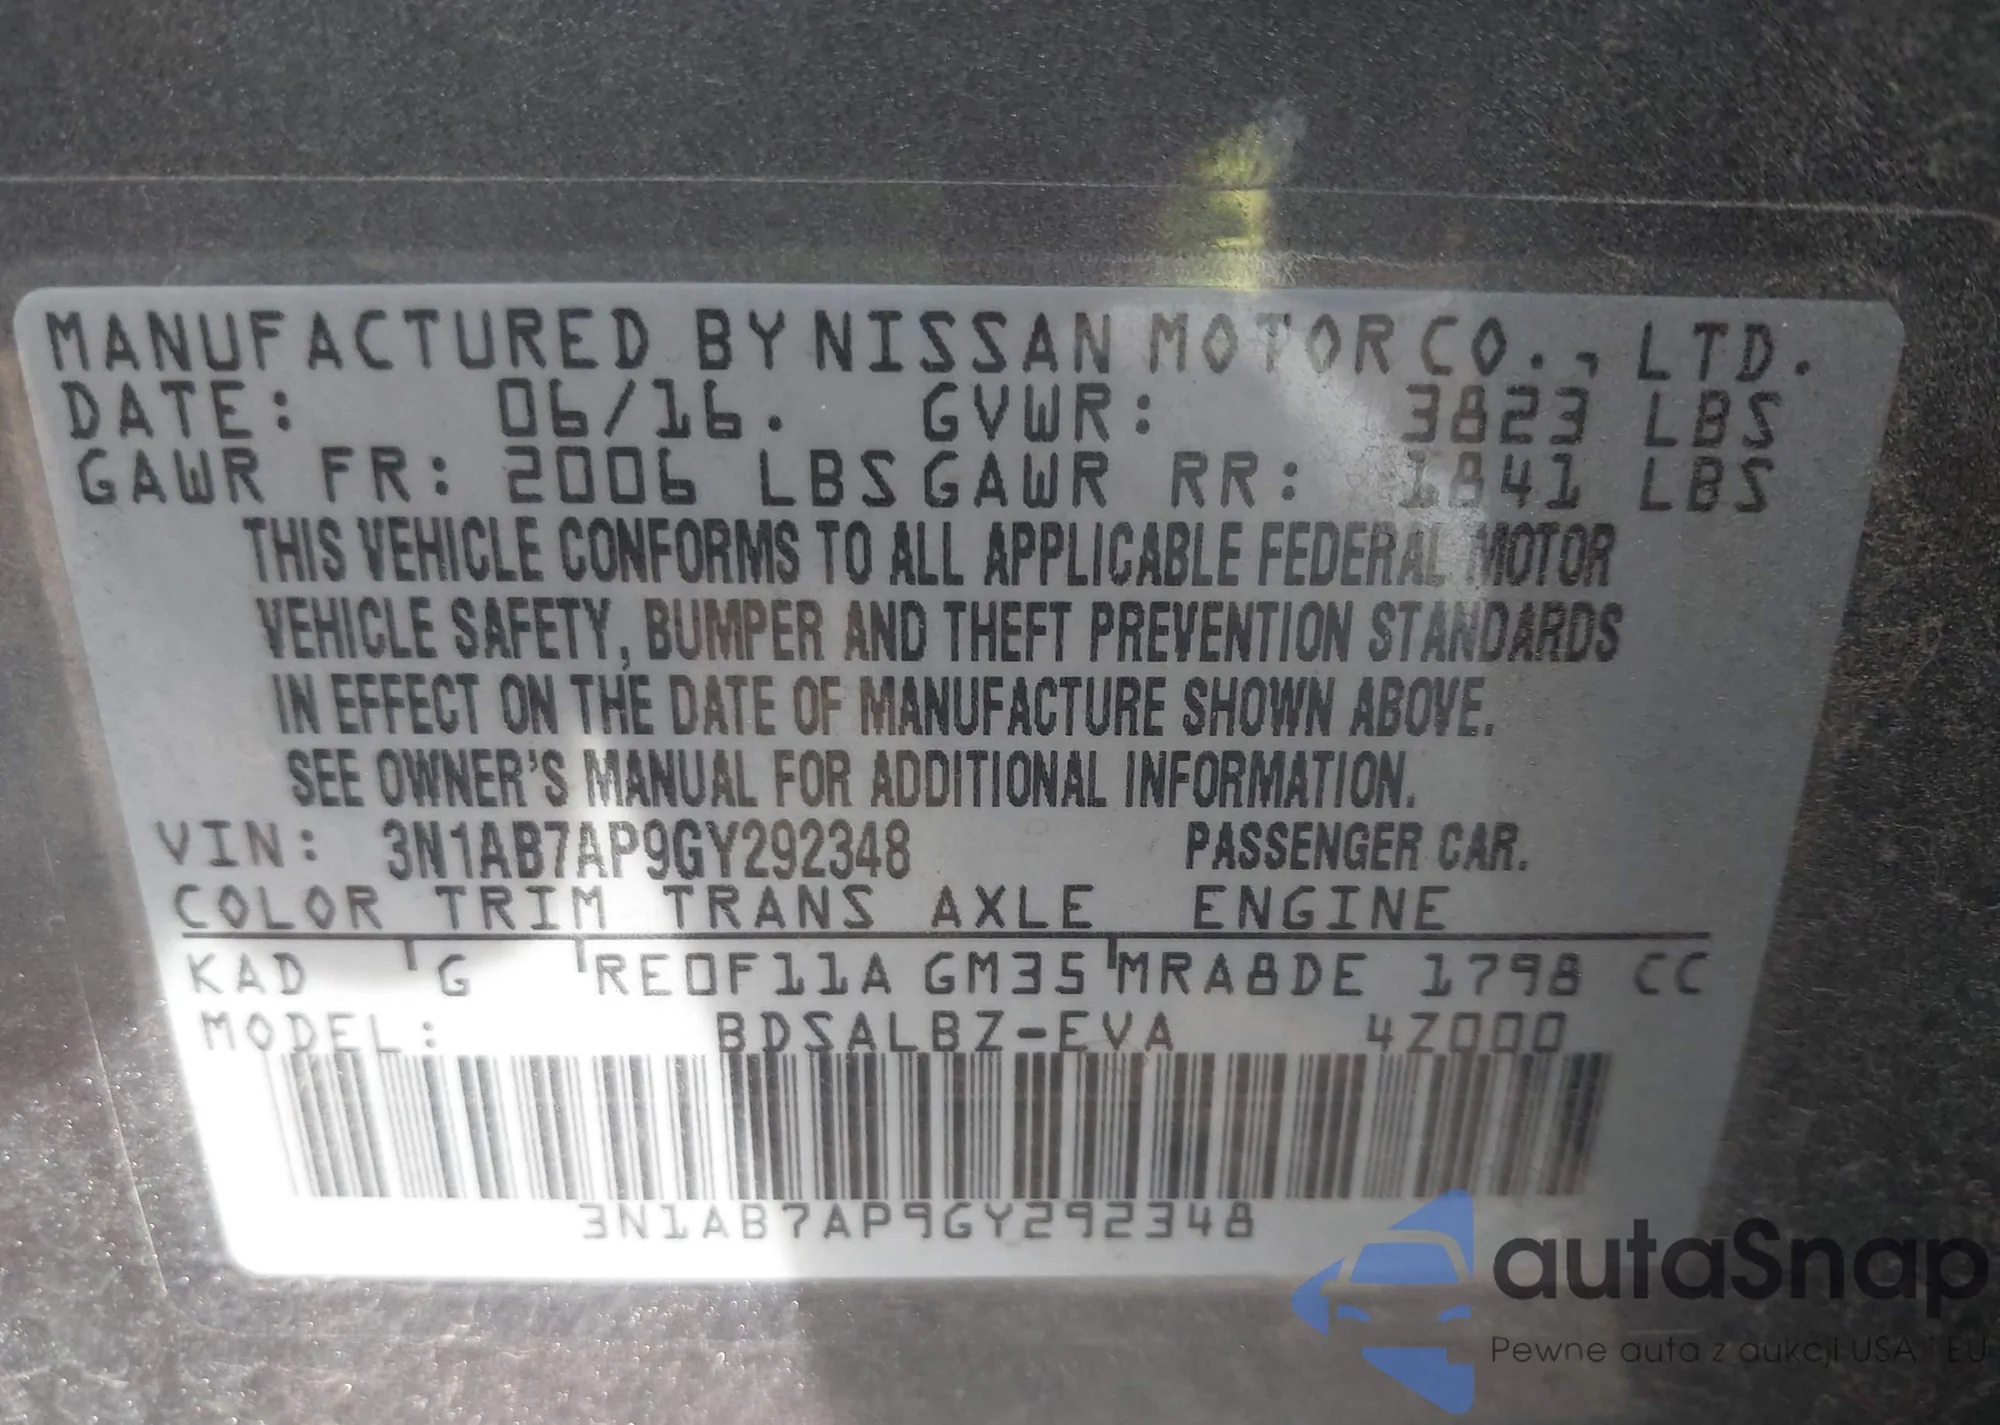 MANUFACTURED BY NISSAN MOTOR CO., LTD.
DATE: 06/16. GVWR: 3823 LBS
GAWR FR: 2006 LBS GAWR RR: 1841 LBS
THIS VEHICLE CONFORMS TO ALL APPLICABLE FEDERAL MOTOR
VEHICLE SAFETY, BUMPER AND THEFT PREVENTION STANDARDS
IN EFFECT ON THE DATE OF MANUFACTURE SHOWN ABOVE.
SEE OWNER'S MANUAL FOR ADDITIONAL INFORMATION.
VIN: 3N1AB7AP9GY292348 PASSENGER CAR.
COLOR TRIM TRANS AXLE ENGINE
KAD G RE0F11A GM35 MRA8DE 1798 CC
MODEL: BDSALBZ-EVA 4Z000
3N1AB7AP9GY292348
autaSnap
Pewne auta z aukcji USA i EU